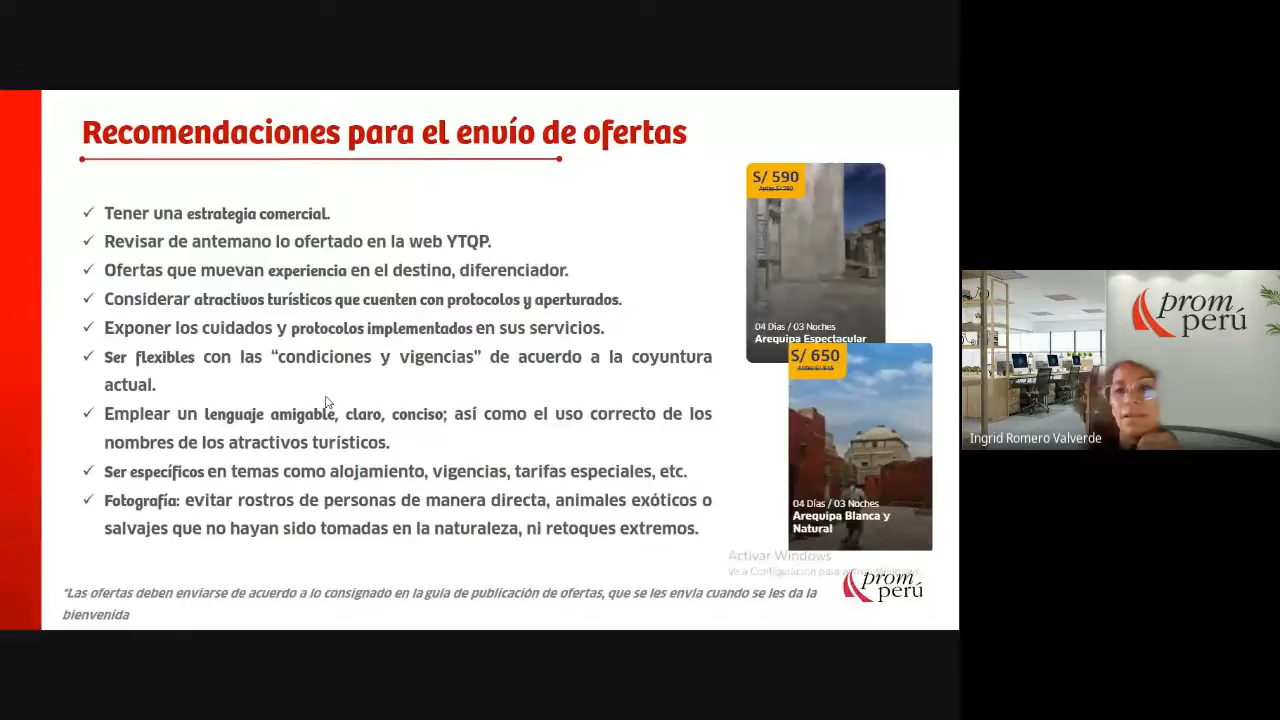 Recomendaciones para el envío de ofertas
✓ Tener una estrategia comercial.
✓ Revisar de antemano lo ofertado en la web YTQP.
✓ Ofertas que muevan experiencia en el destino, diferenciador.
✓ Considerar atractivos turísticos que cuenten con protocolos y aperturados.
✓ Exponer los cuidados y protocolos implementados en sus servicios.
✓ Ser flexibles con las “condiciones y vigencias” de acuerdo a la coyuntura
actual.
✓ Emplear un lenguaje amigable, claro, conciso; así como el uso correcto de los
nombres de los atractivos turísticos.
✓ Ser específicos en temas como alojamiento, vigencias, tarifas especiales, etc.
✓ Fotografía: evitar rostros de personas de manera directa, animales exóticos o
salvajes que no hayan sido tomadas en la naturaleza, ni retoques extremos.
"Las ofertas deben enviarse de acuerdo a lo consignado en la guia de publicación de ofertas, que se les envía cuando se les da la
bienvenida
S/ 590
04 Días / 03 Noches
Arequipa Espectacular
S/ 650
04 Días / 03 Noches
Arequipa Blanca y
Natural
Activar Windows
Ve a Configuración para activar Windows.
prom
perú
prom
perú
Ingrid Romero Valverde